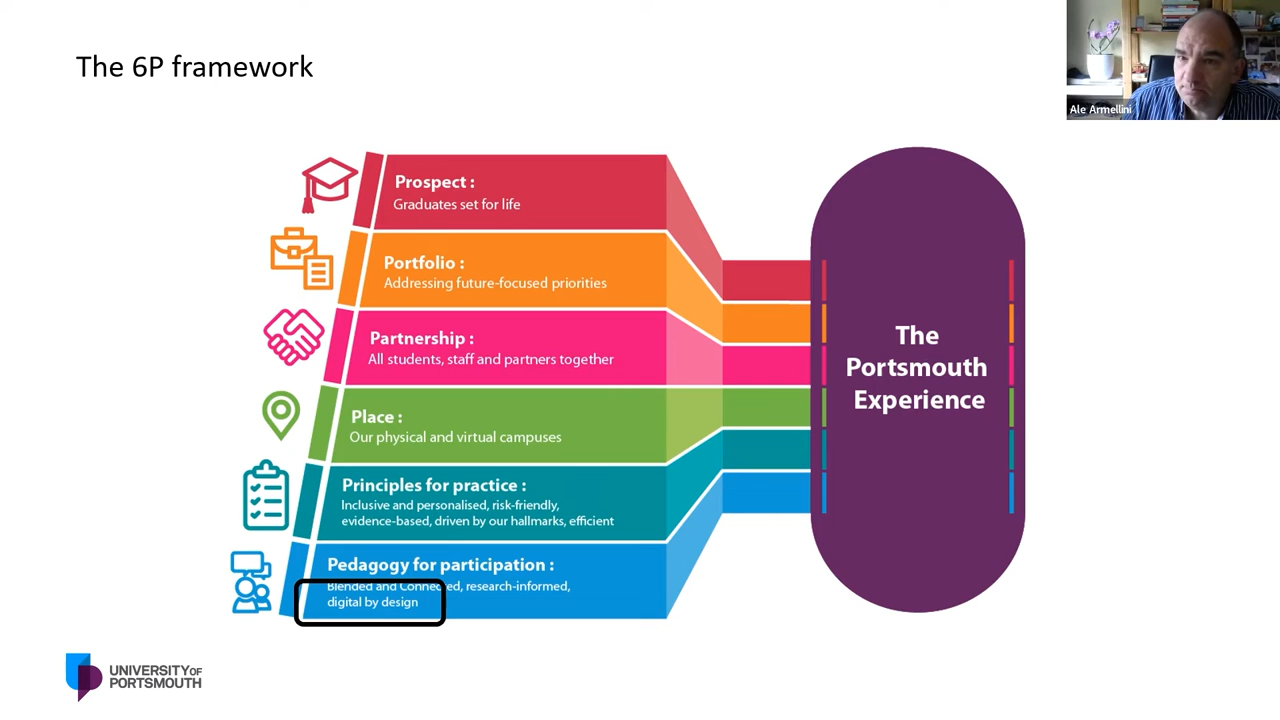 The 6P framework
Ale Armellini
Prospect :
Graduates set for life
Portfolio :
Addressing future-focused priorities
Partnership :
All students, staff and partners together
Place :
Our physical and virtual campuses
Principles for practice :
Inclusive and personalised, risk-friendly,
evidence-based, driven by our hallmarks, efficient
Pedagogy for participation :
Blended and Connected, research-informed,
digital by design
The
Portsmouth
Experience
UNIVERSITY OF
PORTSMOUTH